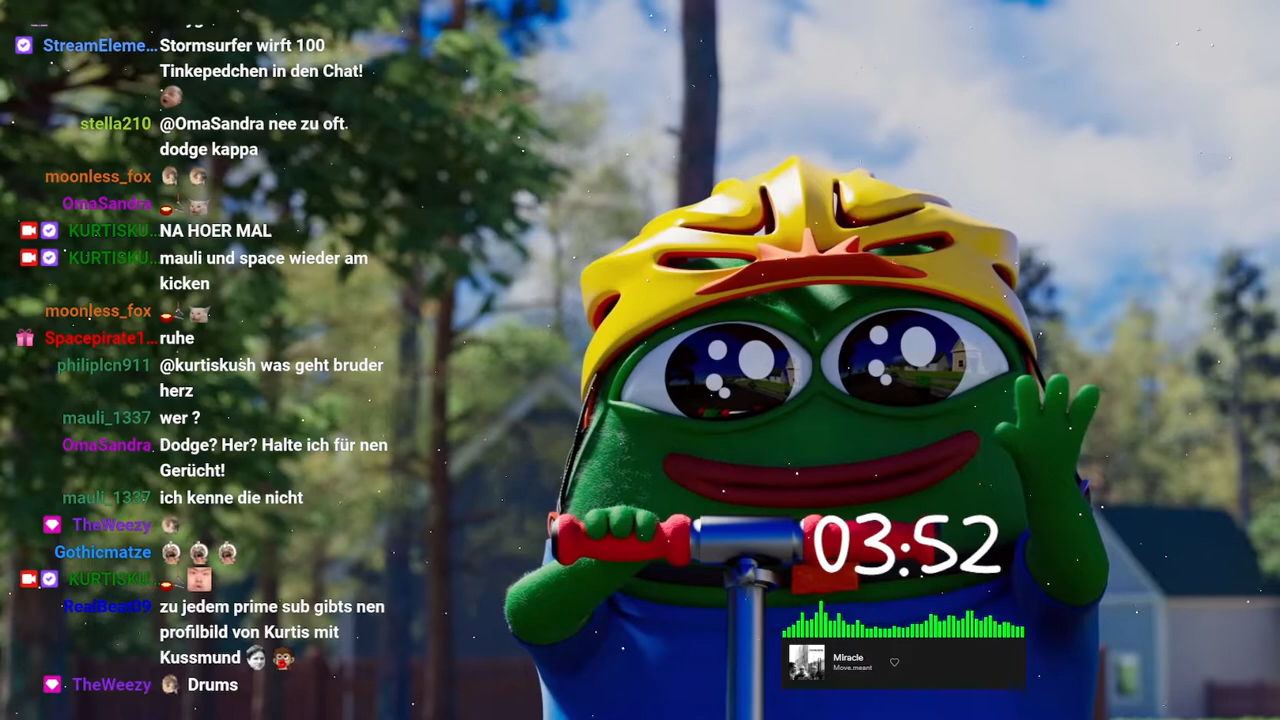 StreamEleme… Stormsurfer wirft 100
Tinkepedchen in den Chat!
stella210 @OmaSandra nee zu oft
dodge kappa
moonless_fox
OmaSandra
KURTISKU… NA HOER MAL
KURTISKU… mauli und space wieder am
kicken
moonless_fox
Spacepirate1… ruhe
philiplcn911 @kurtiskush was geht bruder
herz
mauli_1337 wer ?
OmaSandra Dodge? Her? Halte ich für nen
Gerücht!
mauli_1337 ich kenne die nicht
TheWeezy
Gothicmatze
KURTISKU…
RealBeat09 zu jedem prime sub gibts nen
profilbild von Kurtis mit
Kussmund
TheWeezy Drums
03:52
Miracle
Move.meant